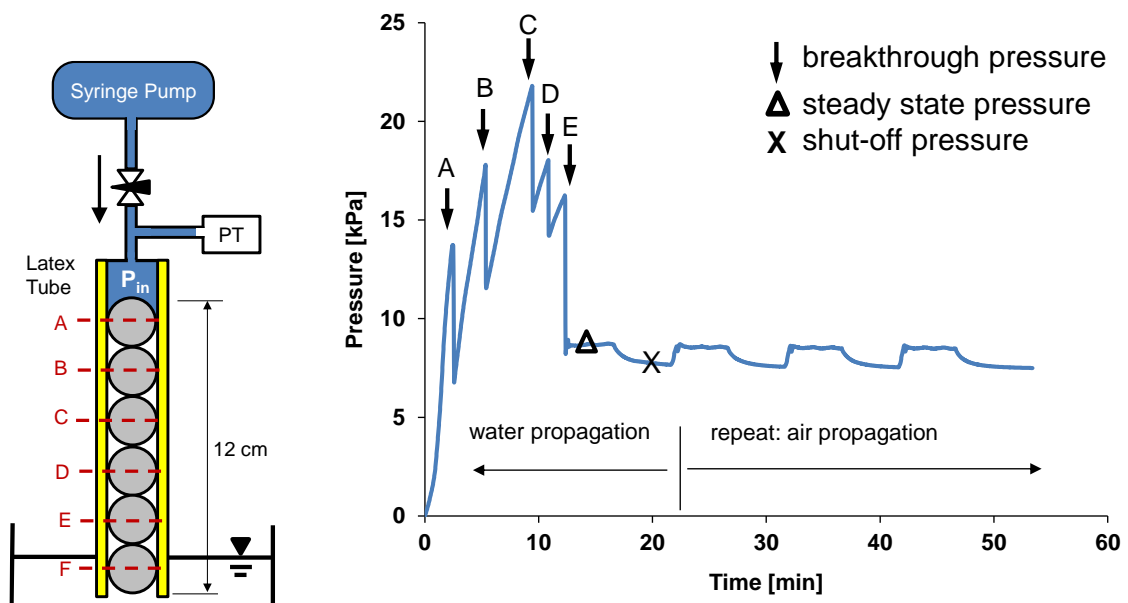 Syringe Pump
PT
Latex
Tube
P_in
A
B
C
D
E
F
12 cm
Pressure [kPa]
25
20
15
10
5
0
A
B
C
D
E
breakthrough pressure
steady state pressure
X shut-off pressure
X
water propagation
repeat: air propagation
0 10 20 30 40 50 60
Time [min]